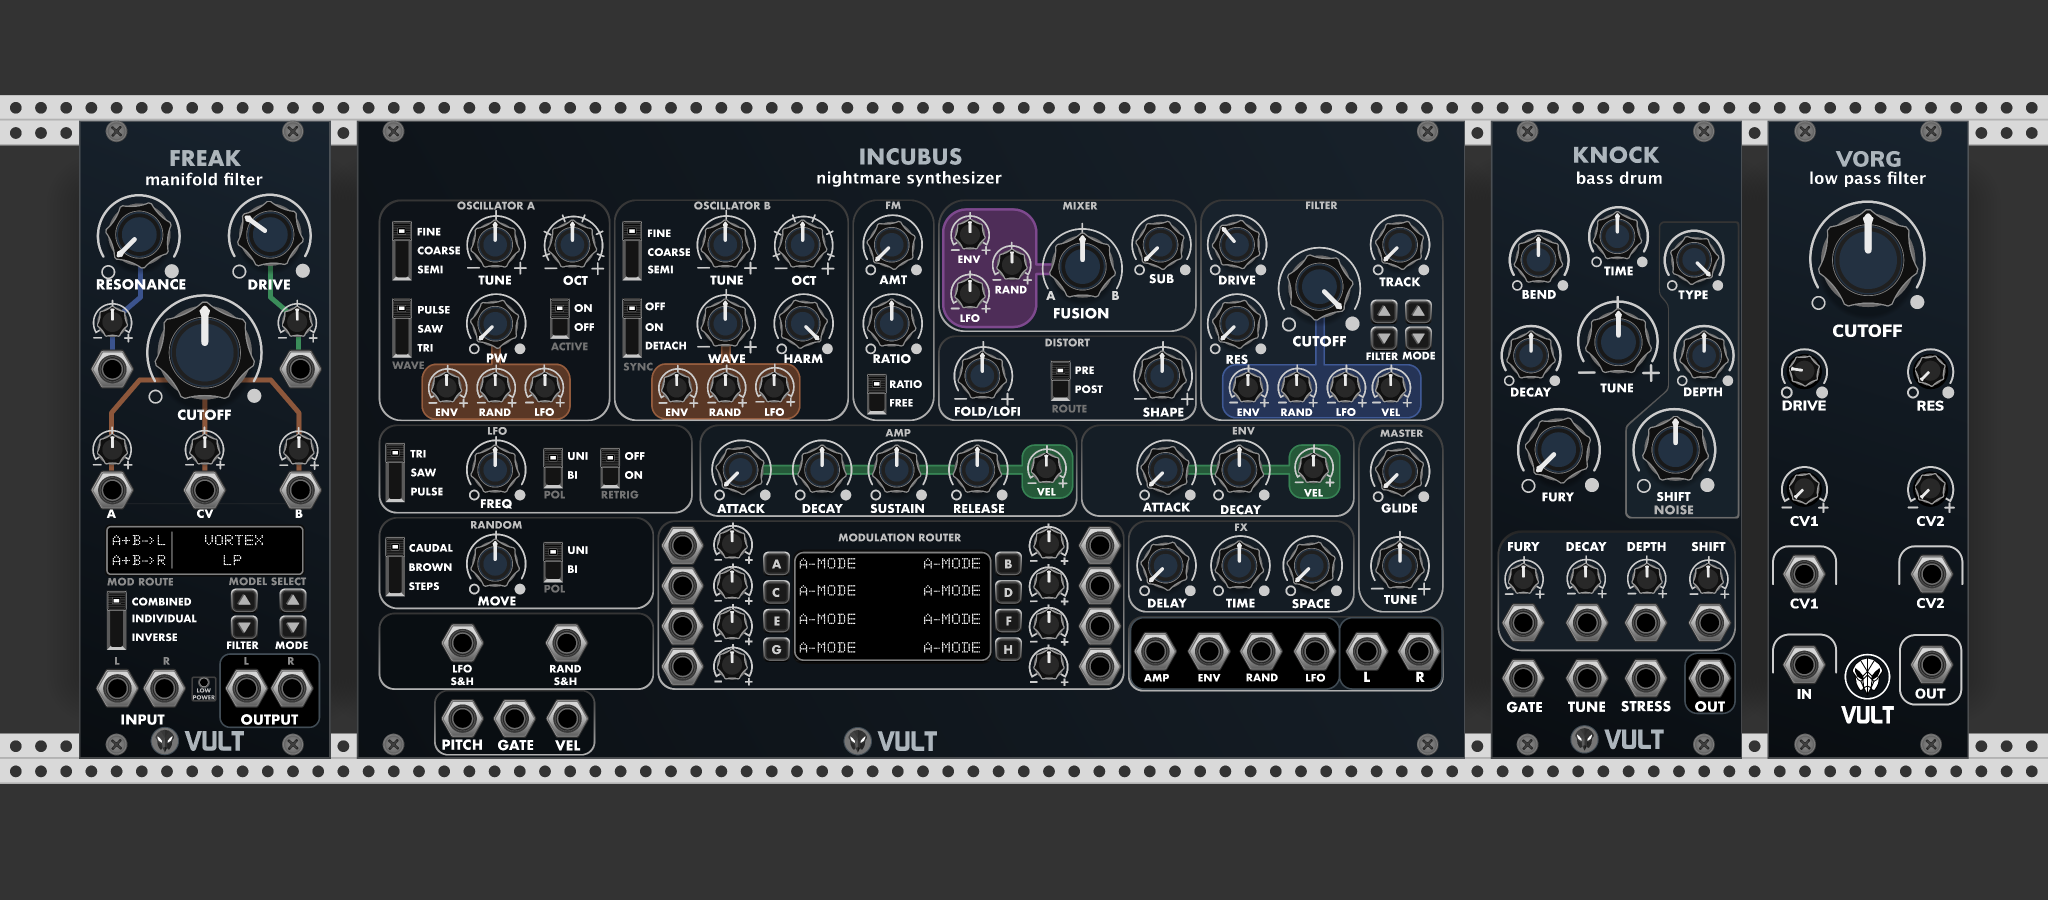 FREAK
manifold filter
RESONANCE DRIVE
CUTOFF
A CV B
A+B->L VORTEX
A+B->R LP
MOD ROUTE MODEL SELECT
COMBINED
INDIVIDUAL
INVERSE
FILTER MODE
L R L R
LOW
POWER
INPUT OUTPUT
VULT
INCUBUS
nightmare synthesizer
OSCILLATOR A
FINE
COARSE
SEMI
TUNE OCT
PULSE
SAW
TRI
WAVE
PW
ON
OFF
ACTIVE
ENV RAND LFO
OSCILLATOR B
FINE
COARSE
SEMI
TUNE OCT
OFF
ON
DETACH
SYNC
WAVE HARM
ENV RAND LFO
FM
AMT
RATIO
RATIO
FREE
MIXER
ENV
RAND
LFO
A B
FUSION
SUB
DISTORT
FOLD/LOFI
PRE
POST
ROUTE
SHAPE
FILTER
DRIVE
CUTOFF
TRACK
RES
FILTER MODE
ENV RAND LFO VEL
LFO
TRI
SAW
PULSE
FREQ
UNI
BI
POL
OFF
ON
RETRIG
AMP
ATTACK DECAY SUSTAIN RELEASE VEL
ENV
ATTACK DECAY VEL
MASTER
GLIDE
TUNE
RANDOM
CAUDAL
BROWN
STEPS
MOVE
UNI
BI
POL
LFO
S&H
RAND
S&H
PITCH GATE VEL
MODULATION ROUTER
A A-MODE A-MODE B
C A-MODE A-MODE D
E A-MODE A-MODE F
G A-MODE A-MODE H
FX
DELAY TIME SPACE
AMP ENV RAND LFO L R
VULT
KNOCK
bass drum
BEND TIME TYPE
DECAY TUNE DEPTH
FURY SHIFT
NOISE
FURY DECAY DEPTH SHIFT
GATE TUNE STRESS OUT
VULT
VORG
low pass filter
CUTOFF
DRIVE RES
CV1 CV2
CV1 CV2
IN OUT
VULT